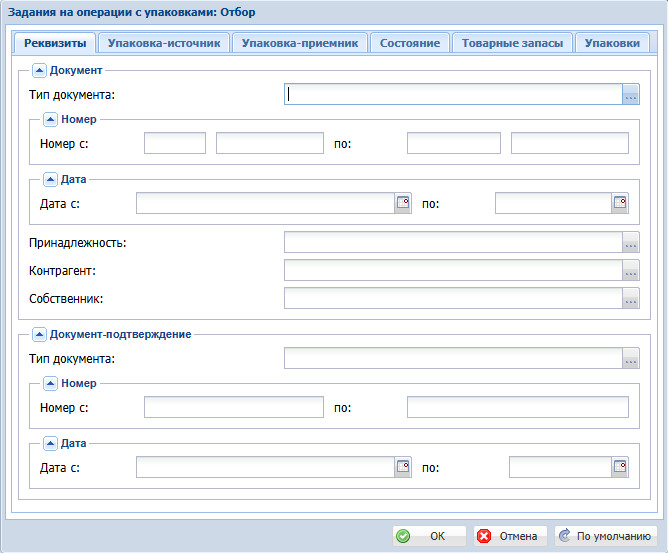 Задания на операции с упаковками: Отбор
Реквизиты Упаковка-источник Упаковка-приемник Состояние Товарные запасы Упаковки
Документ
Тип документа: ...
Номер
Номер с: по:
Дата
Дата с: по:
Принадлежность: ...
Контрагент: ...
Собственник: ...
Документ-подтверждение
Тип документа: ...
Номер
Номер с: по:
Дата
Дата с: по:
ОК Отмена По умолчанию